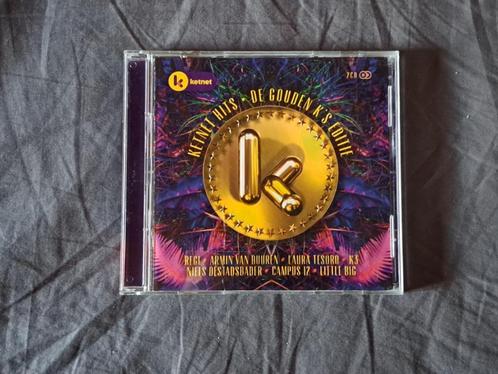 ketnet
2CD
KETNET HITS • DE GOUDEN K'S EDITIE
k
REGI • ARMIN VAN BUUREN • LAURA TESORO • K3
NIELS DESTADSBADER • CAMPUS 12 • LITTLE BIG